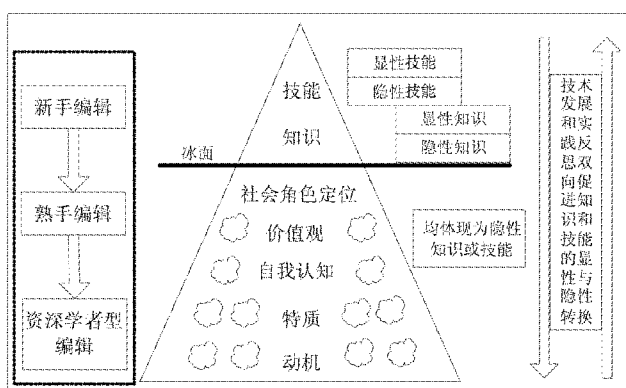 新手编辑
熟手编辑
资深学者型
编辑
技能
知识
冰面
社会角色定位
价值观
自我认知
特质
动机
显性技能
隐性技能
显性知识
隐性知识
均体现为隐性
知识或技能
技术
发展
和实
践反
思双
向促
进知
识和
技能
的显
性与
隐性
转换